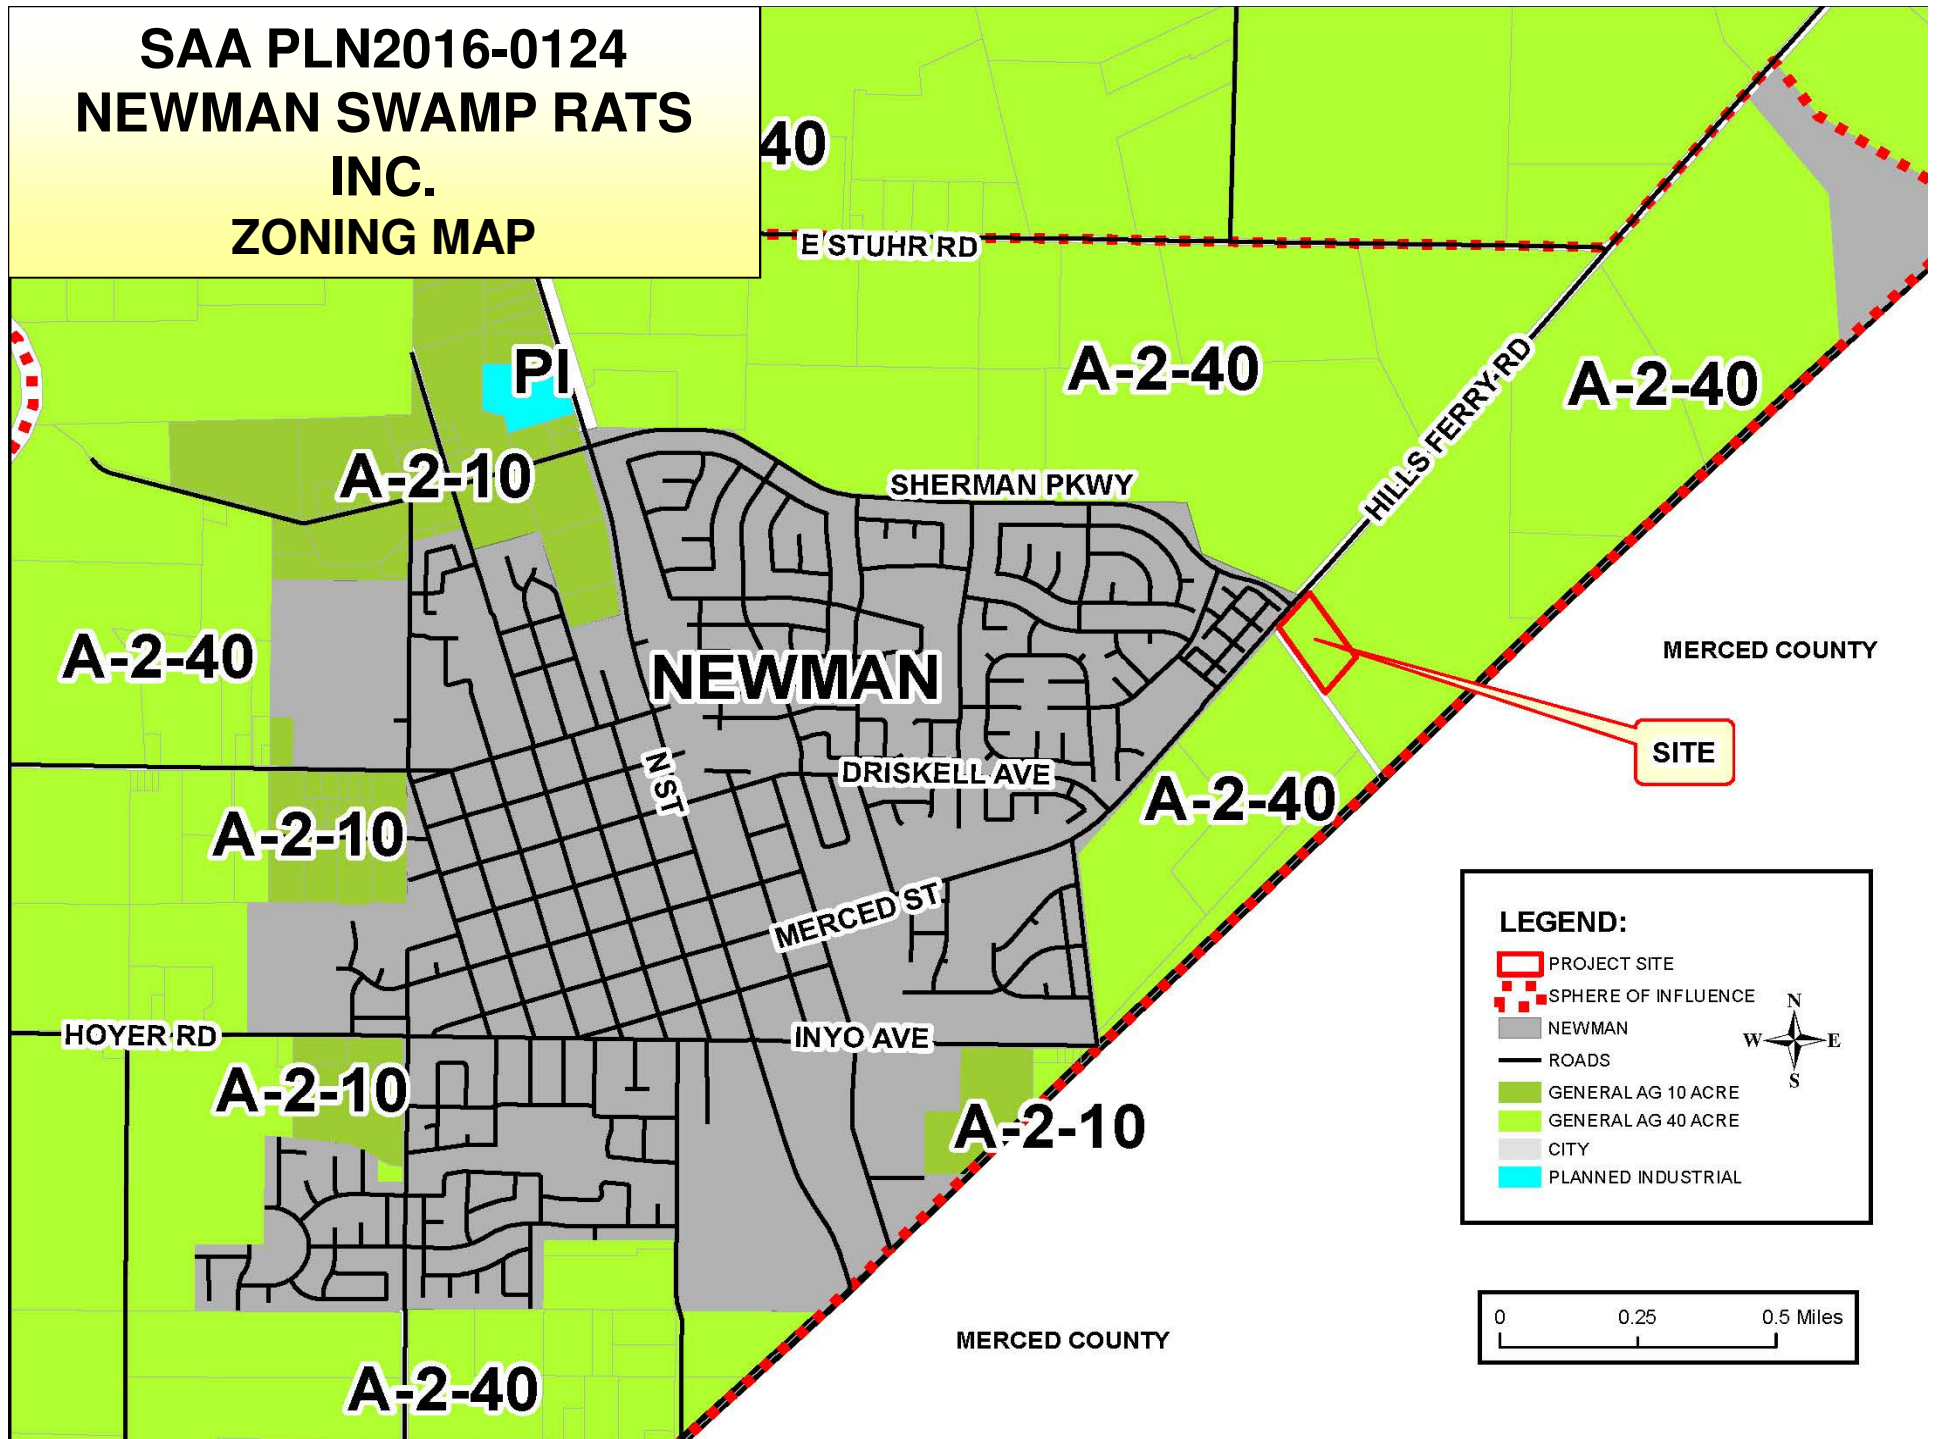 SAA PLN2016-0124
NEWMAN SWAMP RATS
INC.
ZONING MAP
40
E STUHR RD
PI
A-2-40
A-2-40
HILLS FERRY RD
A-2-10
SHERMAN PKWY
A-2-40
NEWMAN
MERCED COUNTY
SITE
N ST
DRISKELL AVE
A-2-40
A-2-10
MERCED ST.
HOYER RD
INYO AVE
A-2-10
A-2-10
MERCED COUNTY
A-2-40
LEGEND:
PROJECT SITE
SPHERE OF INFLUENCE
NEWMAN
ROADS
GENERAL AG 10 ACRE
GENERAL AG 40 ACRE
CITY
PLANNED INDUSTRIAL
N
W E
S
0 0.25 0.5 Miles